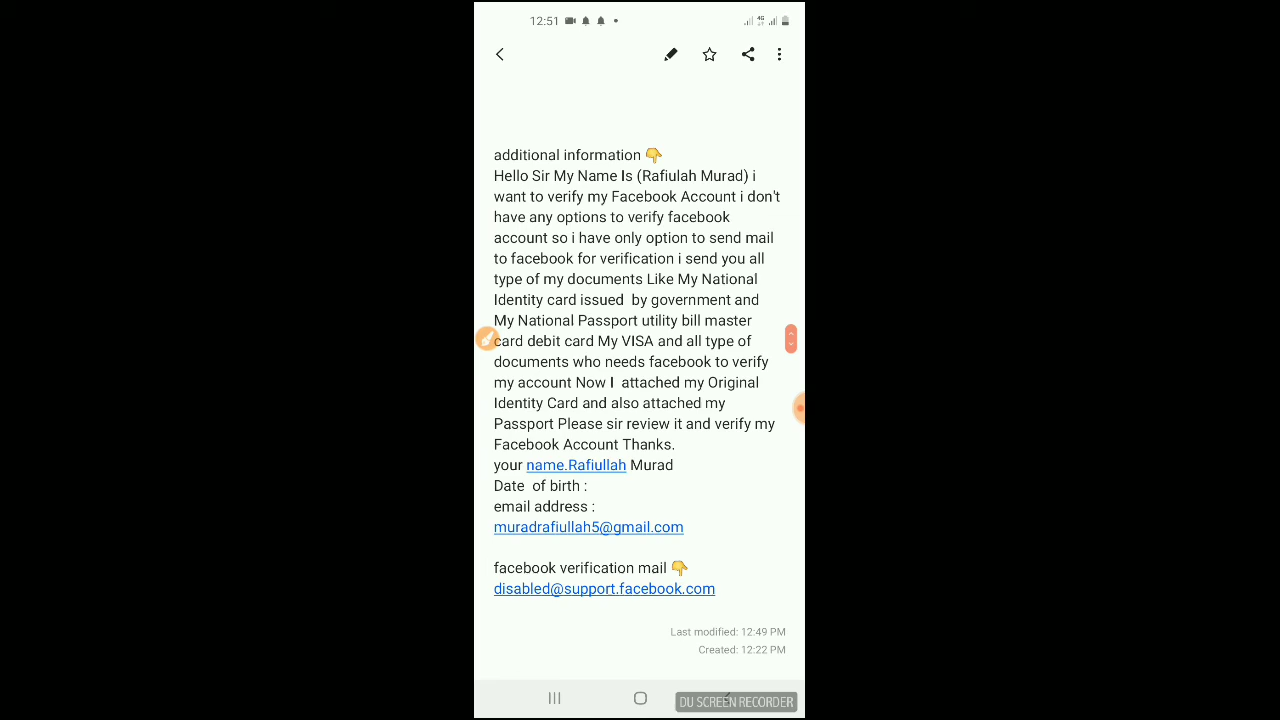 12:51
4G
additional information 👇
Hello Sir My Name Is (Rafiulah Murad) i
want to verify my Facebook Account i don't
have any options to verify facebook
account so i have only option to send mail
to facebook for verification i send you all
type of my documents Like My National
Identity card issued  by government and
My National Passport utility bill master
card debit card My VISA and all type of
documents who needs facebook to verify
my account Now I  attached my Original
Identity Card and also attached my
Passport Please sir review it and verify my
Facebook Account Thanks.
your name.Rafiullah Murad
Date  of birth :
email address :
muradrafiullah5@gmail.com
facebook verification mail 👇
disabled@support.facebook.com
Last modified: 12:49 PM
Created: 12:22 PM
DU SCREEN RECORDER